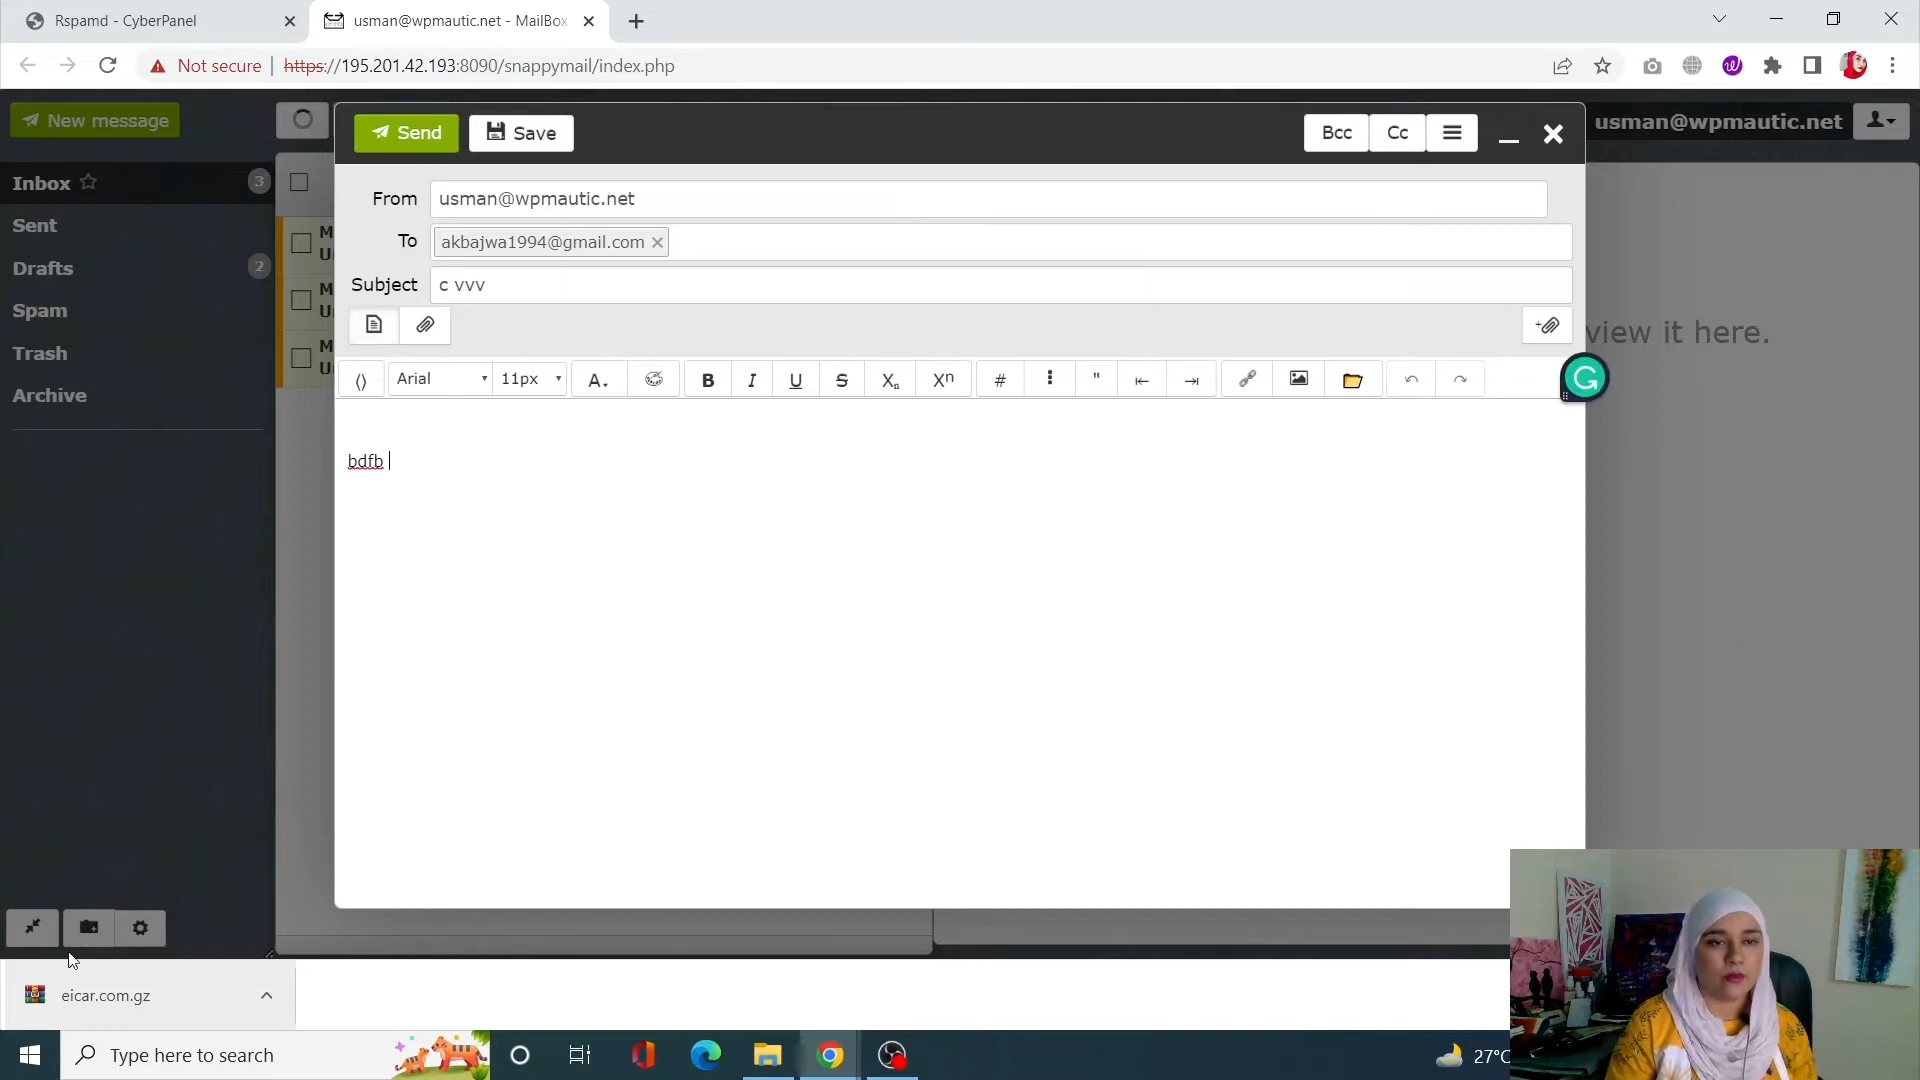 Rspamd - CyberPanel
usman@wpmautic.net - MailBox
Not secure | https://195.201.42.193:8090/snappymail/index.php
New message
Send
Save
Bcc
Cc
usman@wpmautic.net
Inbox
3
From
usman@wpmautic.net
Sent
To
akbajwa1994@gmail.com
Drafts
2
Subject
c vvv
Spam
view it here.
Trash
Arial
11px
Archive
bdfb
eicar.com.gz
Type here to search
27°C